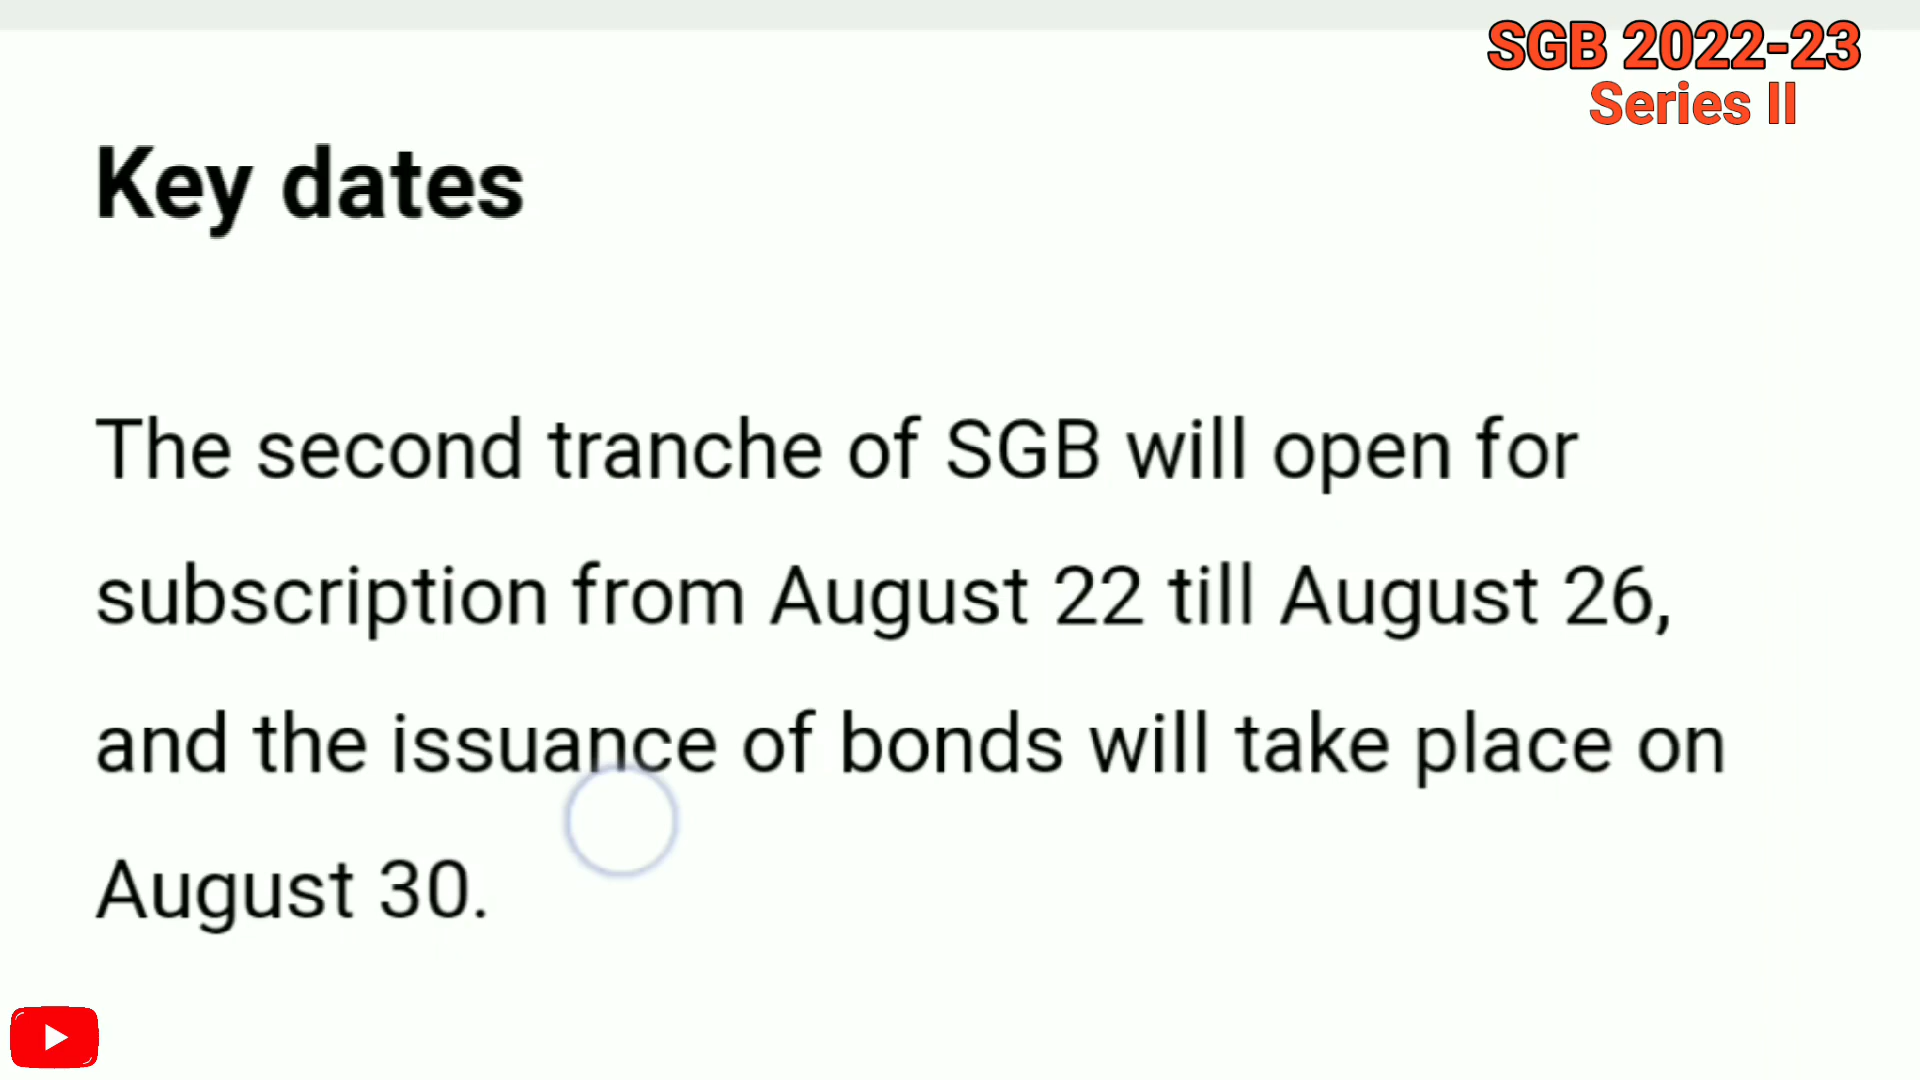 SGB 2022-23
Series II
Key dates
The second tranche of SGB will open for
subscription from August 22 till August 26,
and the issuance of bonds will take place on
August 30.